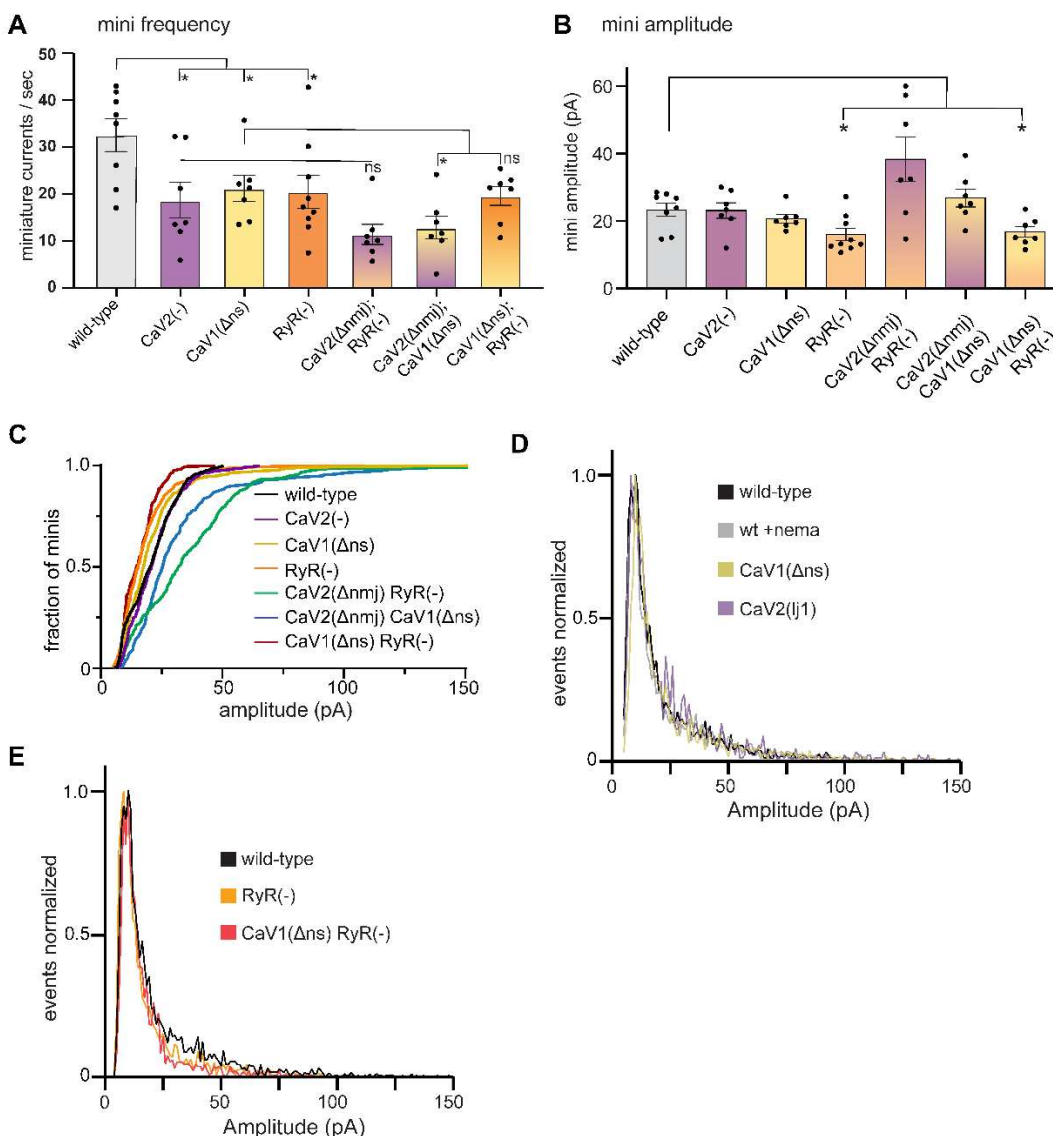 A
mini frequency
miniature currents / sec
50
40
30
20
10
0
*
*
*
ns
*
ns
wild-type
CaV2(-)
CaV1(Δns)
RyR(-)
CaV2(Δnmj);
RyR(-)
CaV2(Δnmj);
CaV1(Δns)
CaV1(Δns);
RyR(-)
B
mini amplitude
mini amplitude (pA)
60
40
20
0
*
*
wild-type
CaV2(-)
CaV1(Δns)
RyR(-)
CaV2(Δnmj)
RyR(-)
CaV2(Δnmj)
CaV1(Δns)
CaV1(Δns)
RyR(-)
C
fraction of minis
1.0
0.5
0
wild-type
CaV2(-)
CaV1(Δns)
RyR(-)
CaV2(Δnmj) RyR(-)
CaV2(Δnmj) CaV1(Δns)
CaV1(Δns) RyR(-)
0
50
100
150
amplitude (pA)
D
events normalized
1.0
0.5
0
wild-type
wt +nema
CaV1(Δns)
CaV2(lj1)
0
50
100
150
Amplitude (pA)
E
events normalized
1.0
0.5
0
wild-type
RyR(-)
CaV1(Δns) RyR(-)
0
50
100
150
Amplitude (pA)